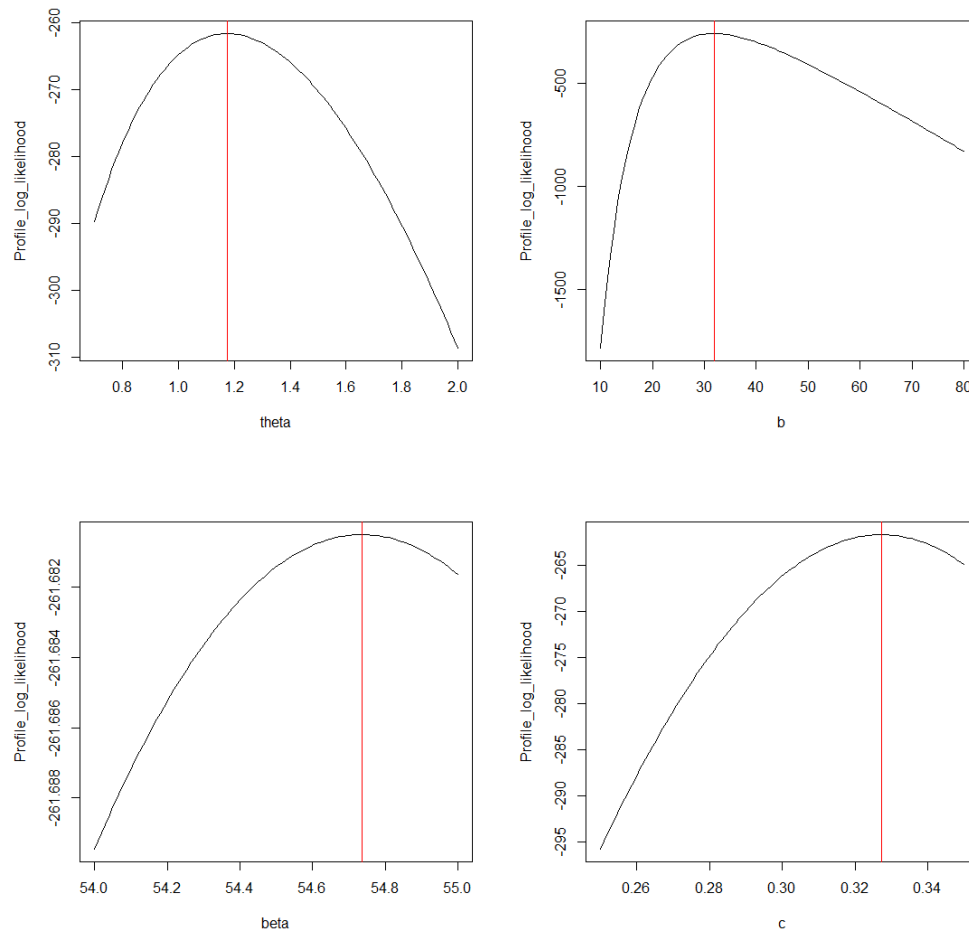 Profile_log_likelihood
-260
-270
-280
-290
-300
-310
0.8 1.0 1.2 1.4 1.6 1.8 2.0
theta
Profile_log_likelihood
-500
-1000
-1500
10 20 30 40 50 60 70 80
b
Profile_log_likelihood
-261.682
-261.684
-261.686
-261.688
54.0 54.2 54.4 54.6 54.8 55.0
beta
Profile_log_likelihood
-265
-270
-275
-280
-285
-290
-295
0.26 0.28 0.30 0.32 0.34
c